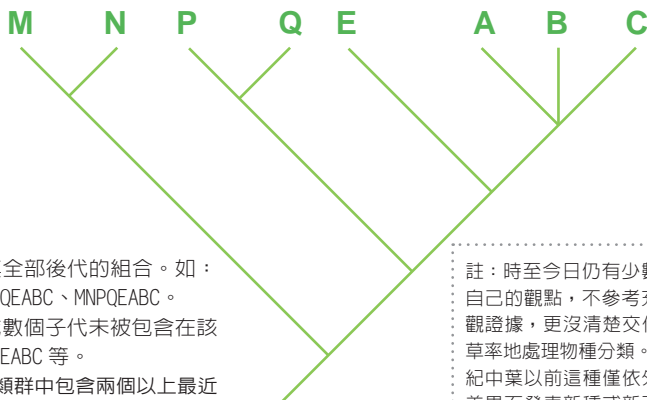 M N P Q E A B C
全部後代的組合。如：
QEABC、MNPQEABC。
數個子代未被包含在該
EABC 等。
類群中包含兩個以上最近
註：時至今日仍有少數
自己的觀點，不參考充
觀證據，更沒清楚交代
草率地處理物種分類。
紀中葉以前這種僅依外